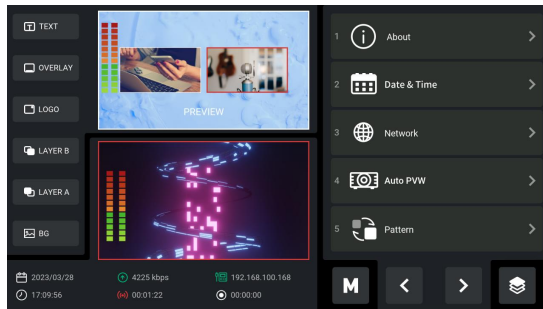 TEXT
OVERLAY
LOGO
LAYER B
LAYER A
BG
PREVIEW
2023/03/28
4225 kbps
192.168.100.168
17:09:56
00:01:22
00:00:00
1 About
2 Date & Time
3 Network
4 Auto PVW
5 Pattern
M